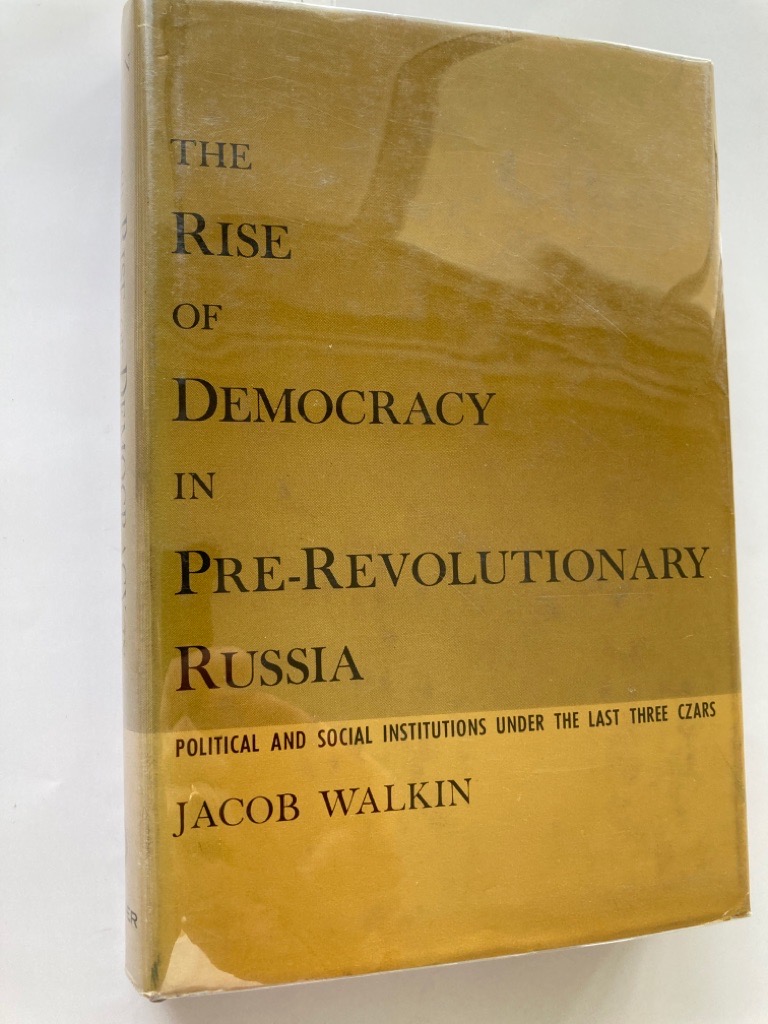 THE
RISE
OF
DEMOCRACY
IN
PRE-REVOLUTIONARY
RUSSIA
POLITICAL AND SOCIAL INSTITUTIONS UNDER THE LAST THREE CZARS
JACOB WALKIN